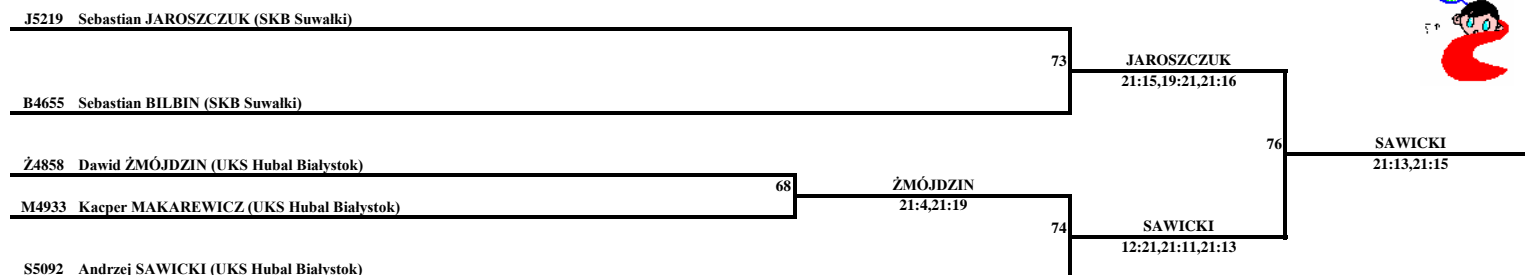 J5219 Sebastian JAROSZCZUK (SKB Suwałki)
73
JAROSZCZUK
21:15,19:21,21:16
B4655 Sebastian BILBIN (SKB Suwałki)
76
SAWICKI
21:13,21:15
Ż4858 Dawid ŻMÓJDZIN (UKS Hubal Białystok)
68
ŻMÓJDZIN
21:4,21:19
M4933 Kacper MAKAREWICZ (UKS Hubal Białystok)
74
SAWICKI
12:21,21:11,21:13
S5092 Andrzej SAWICKI (UKS Hubal Białystok)